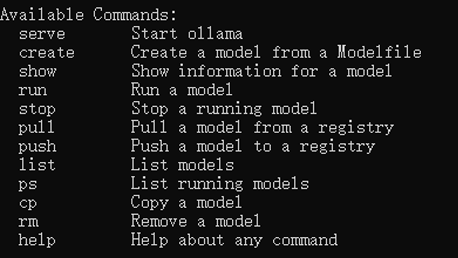 Available Commands:
serve Start ollama
create Create a model from a Modelfile
show Show information for a model
run Run a model
stop Stop a running model
pull Pull a model from a registry
push Push a model to a registry
list List models
ps List running models
cp Copy a model
rm Remove a model
help Help about any command